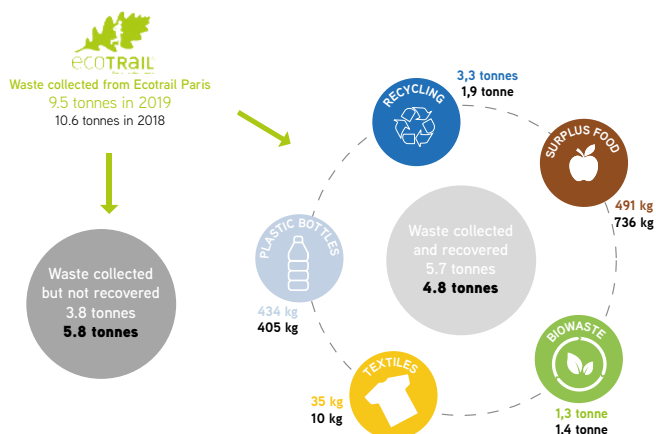 ecoTRAIL
Waste collected from Ecotrail Paris
9.5 tonnes in 2019
10.6 tonnes in 2018
RECYCLING
3,3 tonnes
1,9 tonne
SURPLUS FOOD
491 kg
736 kg
PLASTIC BOTTLES
434 kg
405 kg
Waste collected
and recovered
5.7 tonnes
4.8 tonnes
Waste collected
but not recovered
3.8 tonnes
5.8 tonnes
TEXTILES
35 kg
10 kg
BIOWASTE
1,3 tonne
1,4 tonne